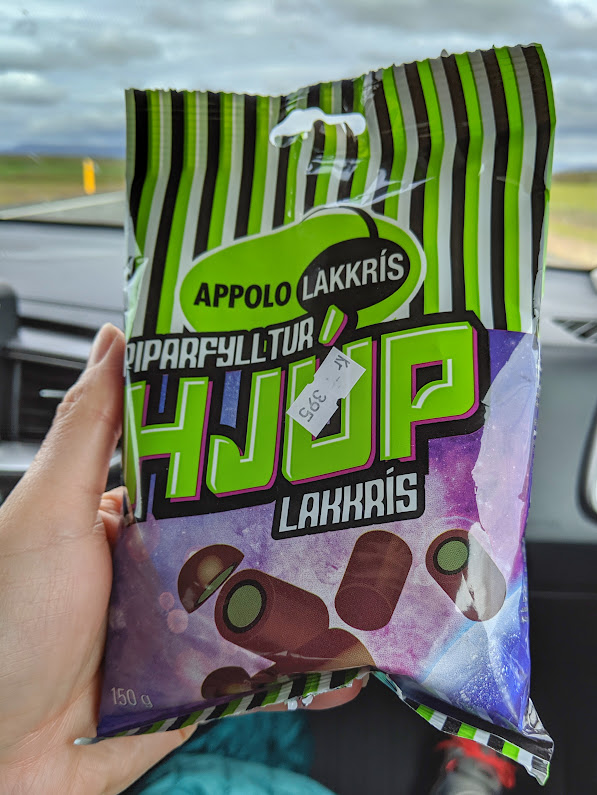 APPOLO LAKKRÍS
PIPARFYLLTUR
HJÚP
kr 395
LAKKRÍS
150 g